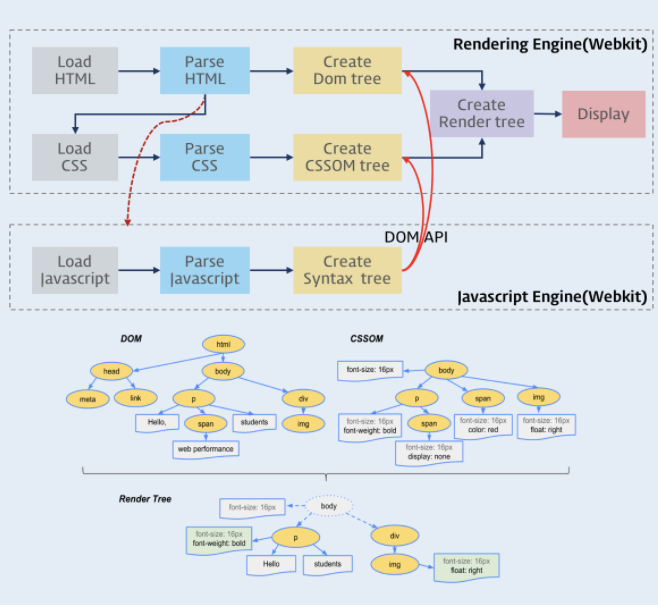 Rendering Engine(Webkit)
Load
HTML
Parse
HTML
Create
Dom tree
Create
Render tree
Display
Load
CSS
Parse
CSS
Create
CSSOM tree
DOM API
Load
Javascript
Parse
Javascript
Create
Syntax tree
Javascript Engine(Webkit)
DOM
html
head
body
meta
link
p
div
Hello,
span
students
img
web performance
CSSOM
font-size: 16px
body
p
span
img
font-size: 16px
font-weight: bold
span
font-size: 16px
color: red
font-size: 16px
float: right
font-size: 16px
display: none
Render Tree
font-size: 16px
body
font-size: 16px
font-weight: bold
p
div
Hello
students
img
font-size: 16px
float: right